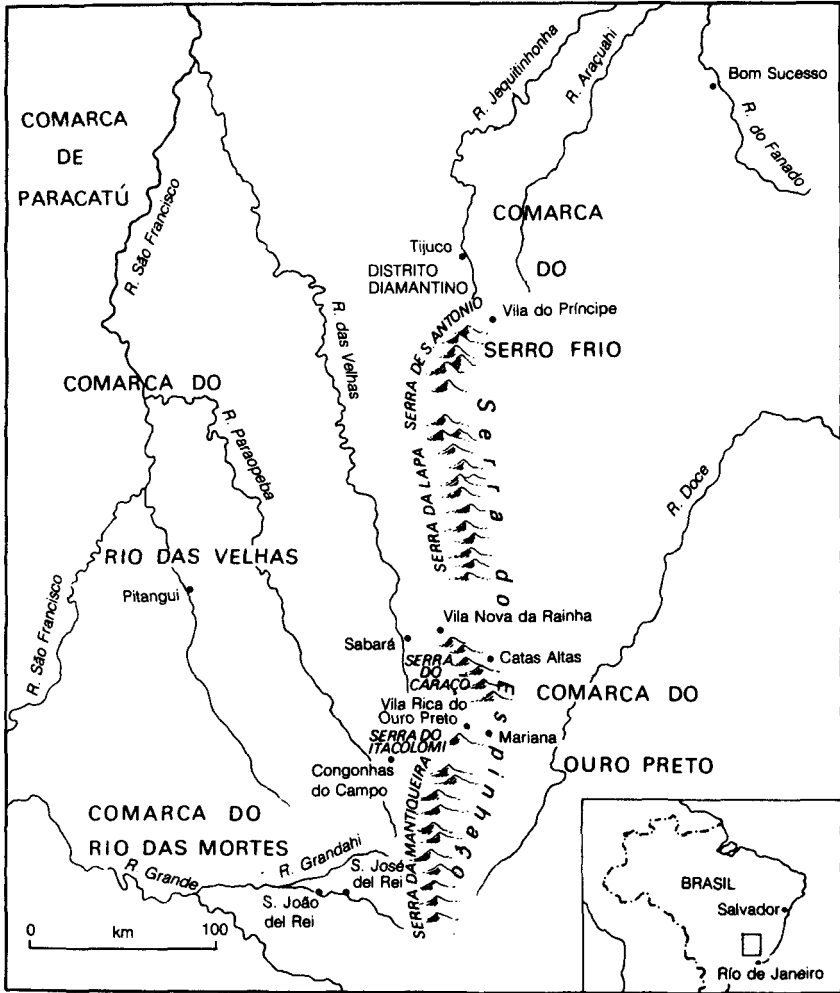 R. Jequitinhonha
R. Araçuahi
Bom Sucesso
R. do Fanado
COMARCA
DE
PARACATÚ
R. São Francisco
COMARCA
DO
SERRO FRIO
Tijuco
DISTRITO
DIAMANTINO
Vila do Príncipe
SERRA DE S. ANTONIO
R. das Velhas
COMARCA DO
RIO DAS VELHAS
R. Paraopeba
SERRA DA LAPA
Serra do Espinhaço
R. Doce
R. São Francisco
Pitangui
Vila Nova da Rainha
Sabará
Catas Altas
SERRA
DO
CARAÇO
Vila Rica do
Ouro Preto
COMARCA DO
OURO PRETO
Mariana
SERRA DO
ITACOLOMI
Congonhas
do Campo
SERRA DA MANTIQUEIRA
COMARCA DO
RIO DAS MORTES
R. Grandahi
R. Grande
S. José
del Rei
S. João
del Rei
0 km 100
BRASIL
Salvador
Río de Janeiro